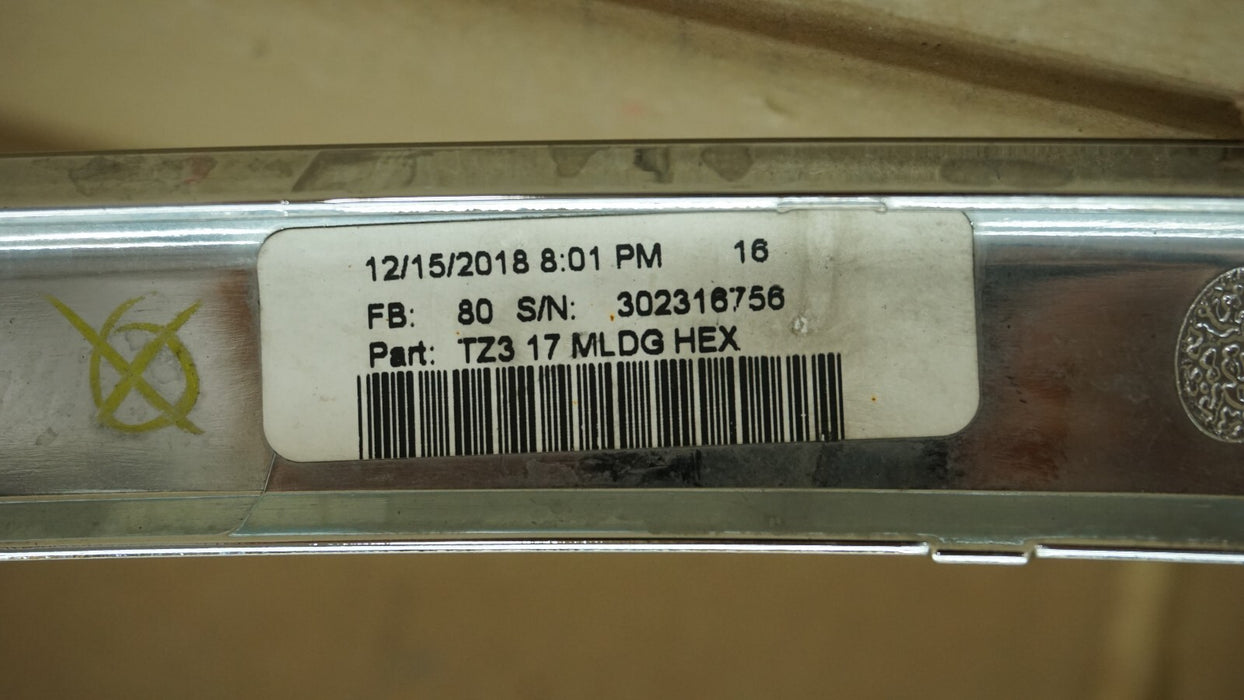 12/15/2018 8:01 PM 16
FB: 80 S/N: 302316756
Part: TZ3 17 MLDG HEX